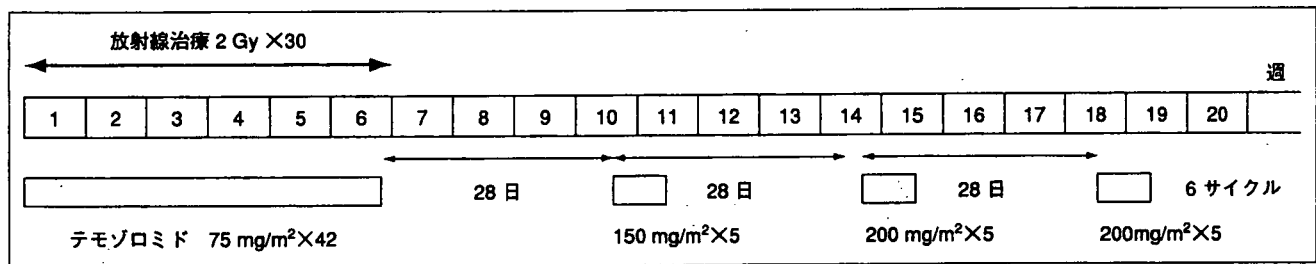 放射線治療 2 Gy ×30
週
1 2 3 4 5 6 7 8 9 10 11 12 13 14 15 16 17 18 19 20
28 日 28 日 28 日 6 サイクル
テモゾロミド 75 mg/m²×42 150 mg/m²×5 200 mg/m²×5 200mg/m²×5